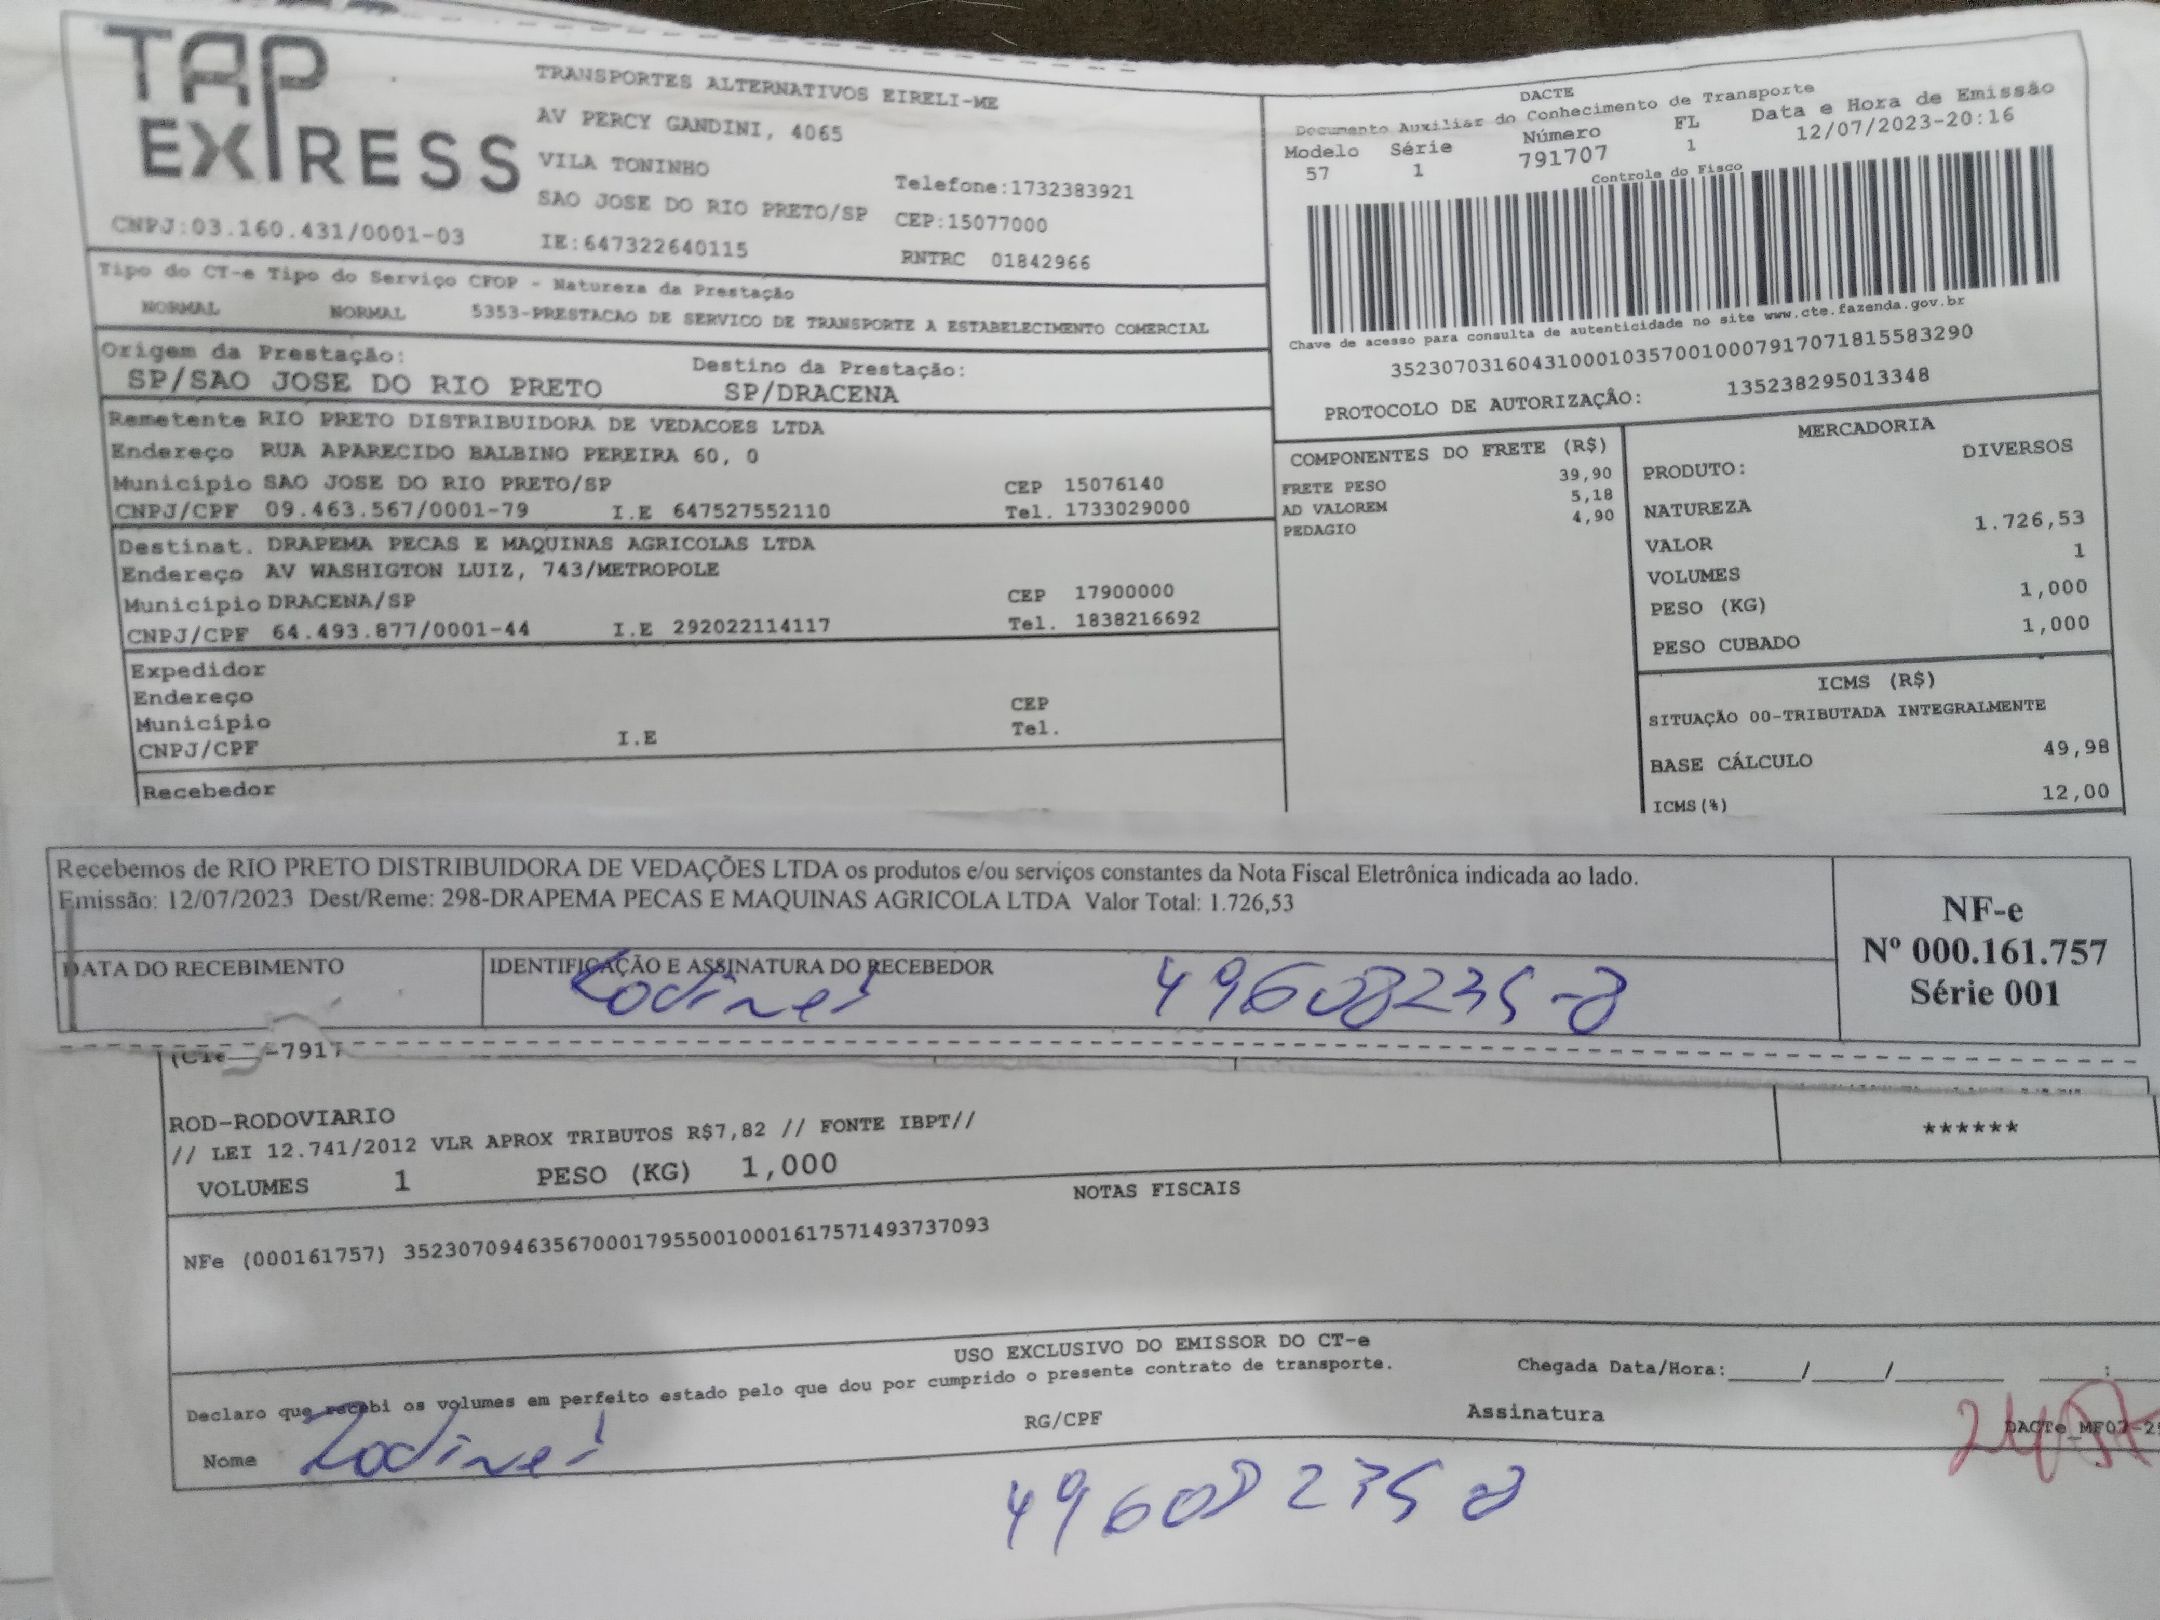 TAP EXPRESS
TRANSPORTES ALTERNATIVOS EIRELI-ME
AV PERCY GANDINI, 4065
VILA TONINHO
SAO JOSE DO RIO PRETO/SP
Telefone:1732383921
CEP:15077000
CNPJ:03.160.431/0001-03
IE:647322640115
RNTRC 01842966
DACTE
Documento Auxiliar do Conhecimento de Transporte
Modelo Série Número FL Data e Hora de Emissão
57 1 791707 1 12/07/2023-20:16
Controle do Fisco
Chave de acesso para consulta de autenticidade no site www.cte.fazenda.gov.br
35230703160431000103570010007917071815583290
PROTOCOLO DE AUTORIZAÇÃO: 135238295013348
Tipo do CT-e Tipo do Serviço CFOP - Natureza da Prestação
NORMAL NORMAL 5353-PRESTACAO DE SERVICO DE TRANSPORTE A ESTABELECIMENTO COMERCIAL
Origem da Prestação: Destino da Prestação:
SP/SAO JOSE DO RIO PRETO SP/DRACENA
Remetente RIO PRETO DISTRIBUIDORA DE VEDACOES LTDA
Endereço RUA APARECIDO BALBINO PEREIRA 60, 0
Município SAO JOSE DO RIO PRETO/SP CEP 15076140
CNPJ/CPF 09.463.567/0001-79 I.E 647527552110 Tel. 1733029000
Destinat. DRAPEMA PECAS E MAQUINAS AGRICOLAS LTDA
Endereço AV WASHIGTON LUIZ, 743/METROPOLE
Município DRACENA/SP CEP 17900000
CNPJ/CPF 64.493.877/0001-44 I.E 292022114117 Tel. 1838216692
Expedidor
Endereço
Município CEP
CNPJ/CPF I.E Tel.
Recebedor
COMPONENTES DO FRETE (R$)
FRETE PESO 39,90
AD VALOREM 5,18
PEDAGIO 4,90
MERCADORIA
PRODUTO: DIVERSOS
NATUREZA
VALOR 1.726,53
VOLUMES 1
PESO (KG) 1,000
PESO CUBADO 1,000
ICMS (R$)
SITUAÇÃO 00-TRIBUTADA INTEGRALMENTE
BASE CÁLCULO 49,98
ICMS(%) 12,00
Recebemos de RIO PRETO DISTRIBUIDORA DE VEDAÇÕES LTDA os produtos e/ou serviços constantes da Nota Fiscal Eletrônica indicada ao lado.
Emissão: 12/07/2023 Dest/Reme: 298-DRAPEMA PECAS E MAQUINAS AGRICOLA LTDA Valor Total: 1.726,53
DATA DO RECEBIMENTO IDENTIFICAÇÃO E ASSINATURA DO RECEBEDOR
Rodinei 49608235-8
NF-e
Nº 000.161.757
Série 001
ROD-RODOVIARIO
// LEI 12.741/2012 VLR APROX TRIBUTOS R$7,82 // FONTE IBPT//
******
VOLUMES 1 PESO (KG) 1,000
NOTAS FISCAIS
NFe (000161757) 35230709463567000179550010001617571493737093
USO EXCLUSIVO DO EMISSOR DO CT-e
Declaro que recebi os volumes em perfeito estado pelo que dou por cumprido o presente contrato de transporte.
Chegada Data/Hora:_____/_____/_______ ____:
Nome Rodinei RG/CPF Assinatura
49608235 8